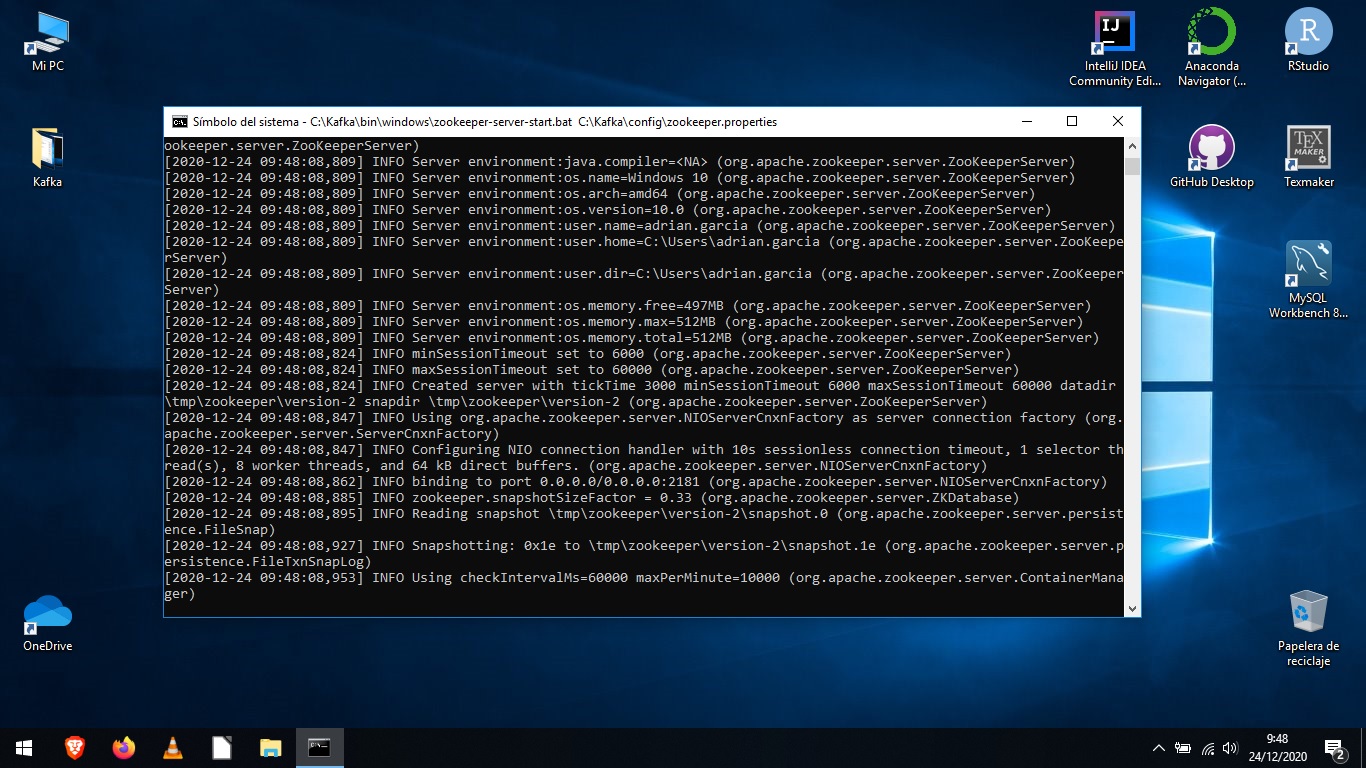 Mi PC
IntelliJ IDEA
Community Edi...
Anaconda
Navigator (...
R
RStudio
Símbolo del sistema - C:\Kafka\bin\windows\zookeeper-server-start.bat C:\Kafka\config\zookeeper.properties
ookeeper.server.ZooKeeperServer)
[2020-12-24 09:48:08,809] INFO Server environment:java.compiler=<NA> (org.apache.zookeeper.server.ZooKeeperServer)
[2020-12-24 09:48:08,809] INFO Server environment:os.name=Windows 10 (org.apache.zookeeper.server.ZooKeeperServer)
[2020-12-24 09:48:08,809] INFO Server environment:os.arch=amd64 (org.apache.zookeeper.server.ZooKeeperServer)
[2020-12-24 09:48:08,809] INFO Server environment:os.version=10.0 (org.apache.zookeeper.server.ZooKeeperServer)
[2020-12-24 09:48:08,809] INFO Server environment:user.name=adrian.garcia (org.apache.zookeeper.server.ZooKeeperServer)
[2020-12-24 09:48:08,809] INFO Server environment:user.home=C:\Users\adrian.garcia (org.apache.zookeeper.server.ZooKeepe
rServer)
[2020-12-24 09:48:08,809] INFO Server environment:user.dir=C:\Users\adrian.garcia (org.apache.zookeeper.server.ZooKeeper
Server)
[2020-12-24 09:48:08,809] INFO Server environment:os.memory.free=497MB (org.apache.zookeeper.server.ZooKeeperServer)
[2020-12-24 09:48:08,809] INFO Server environment:os.memory.max=512MB (org.apache.zookeeper.server.ZooKeeperServer)
[2020-12-24 09:48:08,809] INFO Server environment:os.memory.total=512MB (org.apache.zookeeper.server.ZooKeeperServer)
[2020-12-24 09:48:08,824] INFO minSessionTimeout set to 6000 (org.apache.zookeeper.server.ZooKeeperServer)
[2020-12-24 09:48:08,824] INFO maxSessionTimeout set to 60000 (org.apache.zookeeper.server.ZooKeeperServer)
[2020-12-24 09:48:08,824] INFO Created server with tickTime 3000 minSessionTimeout 6000 maxSessionTimeout 60000 datadir
\tmp\zookeeper\version-2 snapdir \tmp\zookeeper\version-2 (org.apache.zookeeper.server.ZooKeeperServer)
[2020-12-24 09:48:08,847] INFO Using org.apache.zookeeper.server.NIOServerCnxnFactory as server connection factory (org.
apache.zookeeper.server.ServerCnxnFactory)
[2020-12-24 09:48:08,847] INFO Configuring NIO connection handler with 10s sessionless connection timeout, 1 selector th
read(s), 8 worker threads, and 64 kB direct buffers. (org.apache.zookeeper.server.NIOServerCnxnFactory)
[2020-12-24 09:48:08,862] INFO binding to port 0.0.0.0/0.0.0.0:2181 (org.apache.zookeeper.server.NIOServerCnxnFactory)
[2020-12-24 09:48:08,885] INFO zookeeper.snapshotSizeFactor = 0.33 (org.apache.zookeeper.server.ZKDatabase)
[2020-12-24 09:48:08,895] INFO Reading snapshot \tmp\zookeeper\version-2\snapshot.0 (org.apache.zookeeper.server.persist
ence.FileSnap)
[2020-12-24 09:48:08,927] INFO Snapshotting: 0x1e to \tmp\zookeeper\version-2\snapshot.1e (org.apache.zookeeper.server.p
ersistence.FileTxnSnapLog)
[2020-12-24 09:48:08,953] INFO Using checkIntervalMs=60000 maxPerMinute=10000 (org.apache.zookeeper.server.ContainerMana
ger)
Kafka
GitHub Desktop
TEX
MAKER
Texmaker
MySQL
Workbench 8...
OneDrive
Papelera de
reciclaje
9:48
24/12/2020
2
IJ